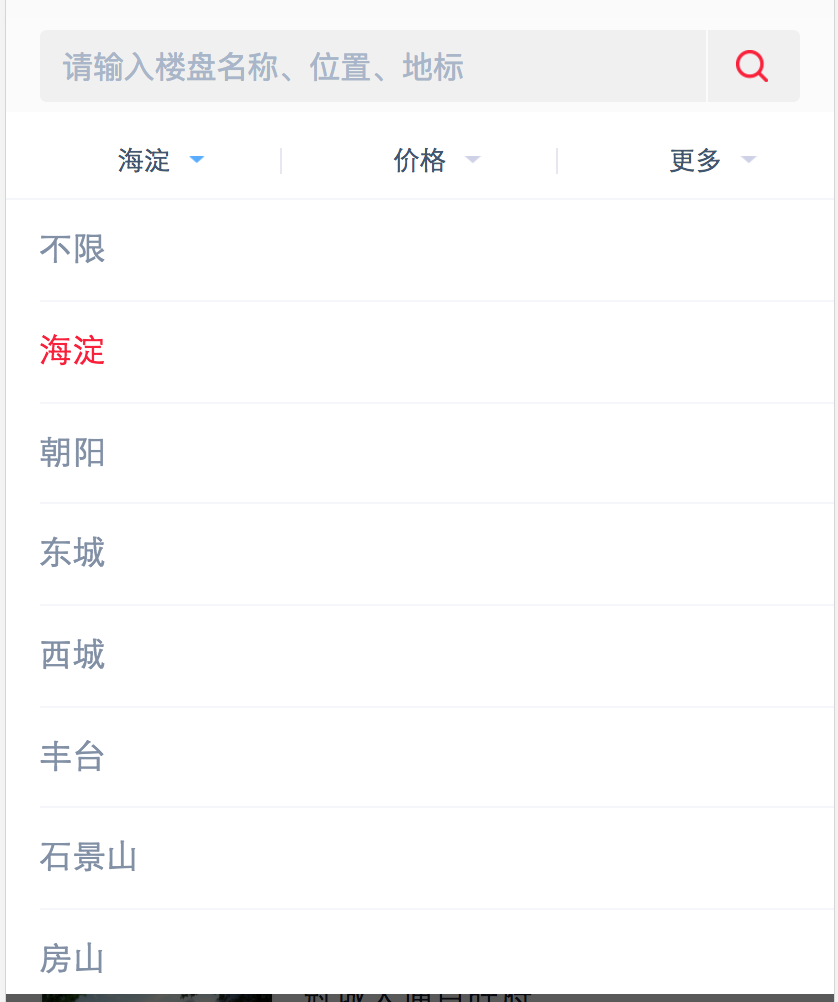 请输入楼盘名称、位置、地标
海淀 价格 更多
不限
海淀
朝阳
东城
西城
丰台
石景山
房山